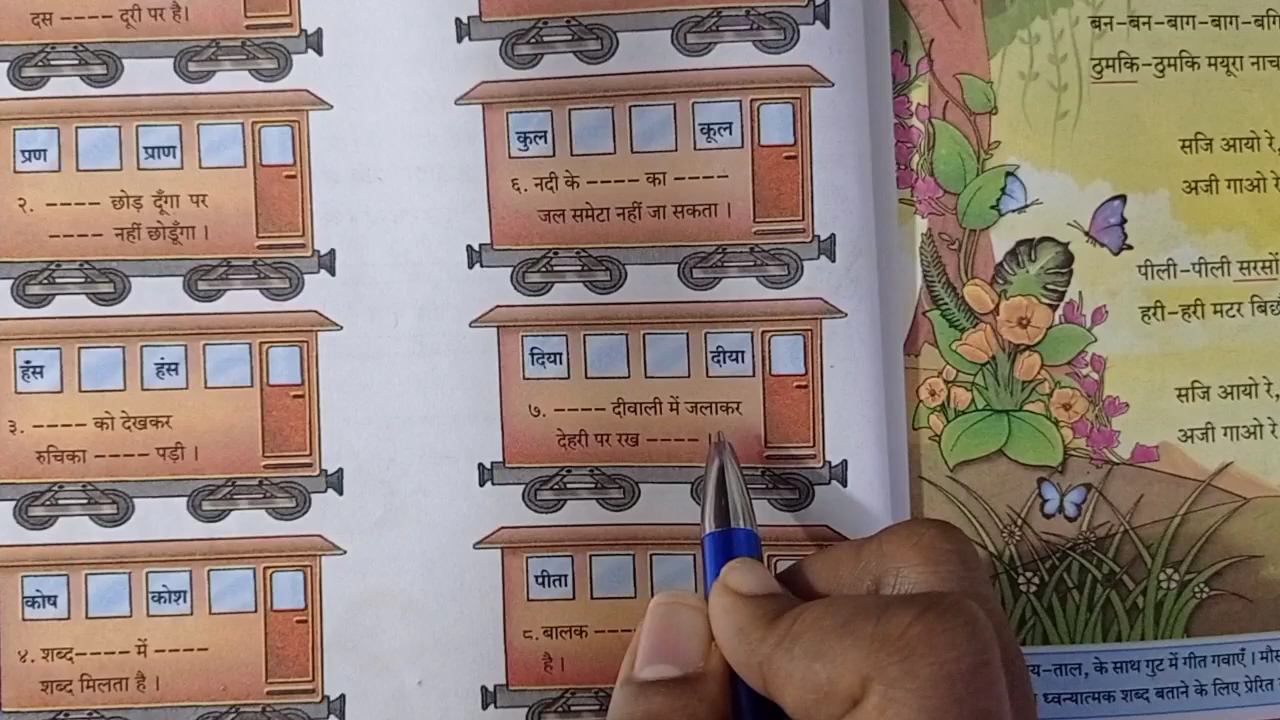 दस ---- दूरी पर है।
प्रण प्राण
२. ---- छोड़ दूँगा पर
---- नहीं छोडूँगा ।
हँस हंस
३. ---- को देखकर
रुचिका ---- पड़ी ।
कोष कोश
४. शब्द---- में ----
शब्द मिलता है ।
कुल कूल
६. नदी के ---- का ----
जल समेटा नहीं जा सकता ।
दिया दीया
७. ---- दीवाली में जलाकर
देहरी पर रख ---- ।
पीता
८. बालक ----
है ।
बन-बन-बाग-बाग-बगि
ठुमकि-ठुमकि मयूरा नाच
सजि आयो रे,
अजी गाओ रे
पीली-पीली सरसों
हरी-हरी मटर बिछ
सजि आयो रे,
अजी गाओ रे
य-ताल, के साथ गुट में गीत गवाएँ । मौस
ध्वन्यात्मक शब्द बताने के लिए प्रेरित